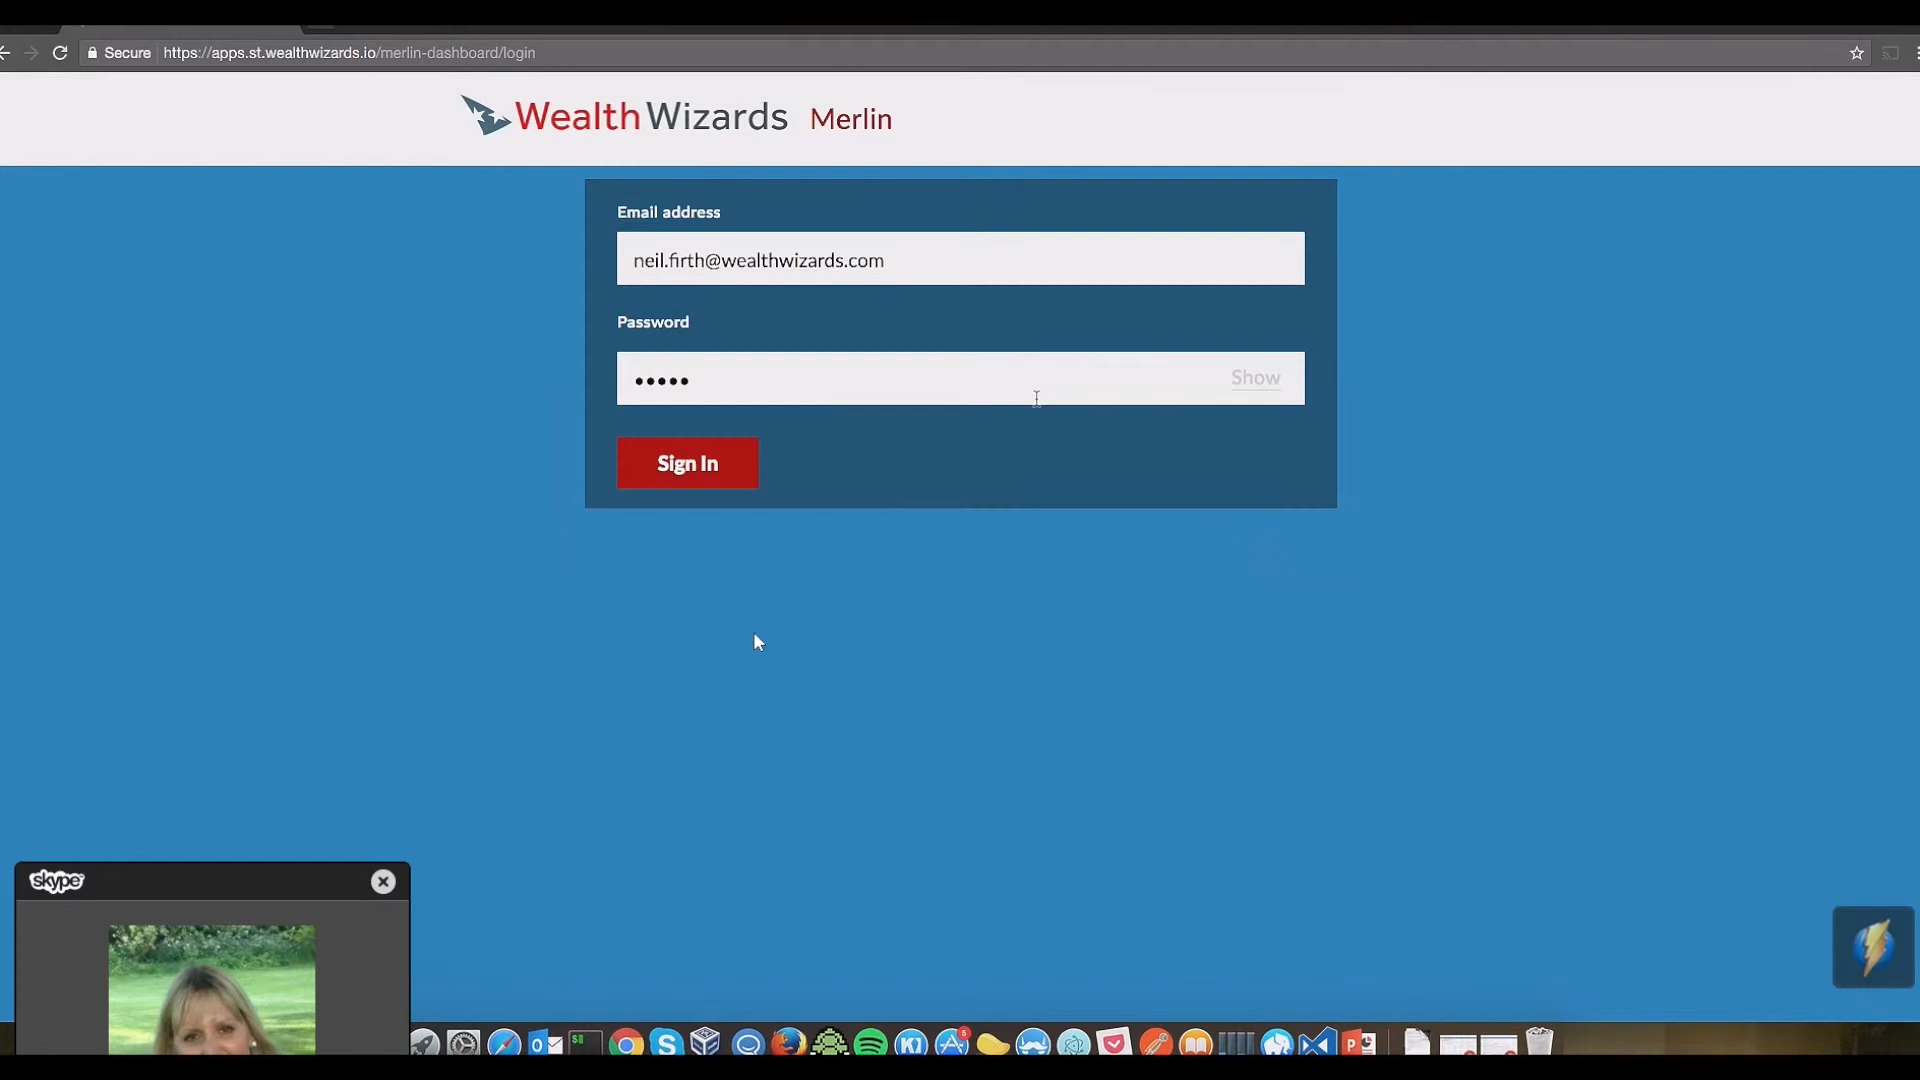 Secure https://apps.st.wealthwizards.io/merlin-dashboard/login
WealthWizards Merlin
Email address
neil.firth@wealthwizards.com
Password
••••• Show
Sign In
skype